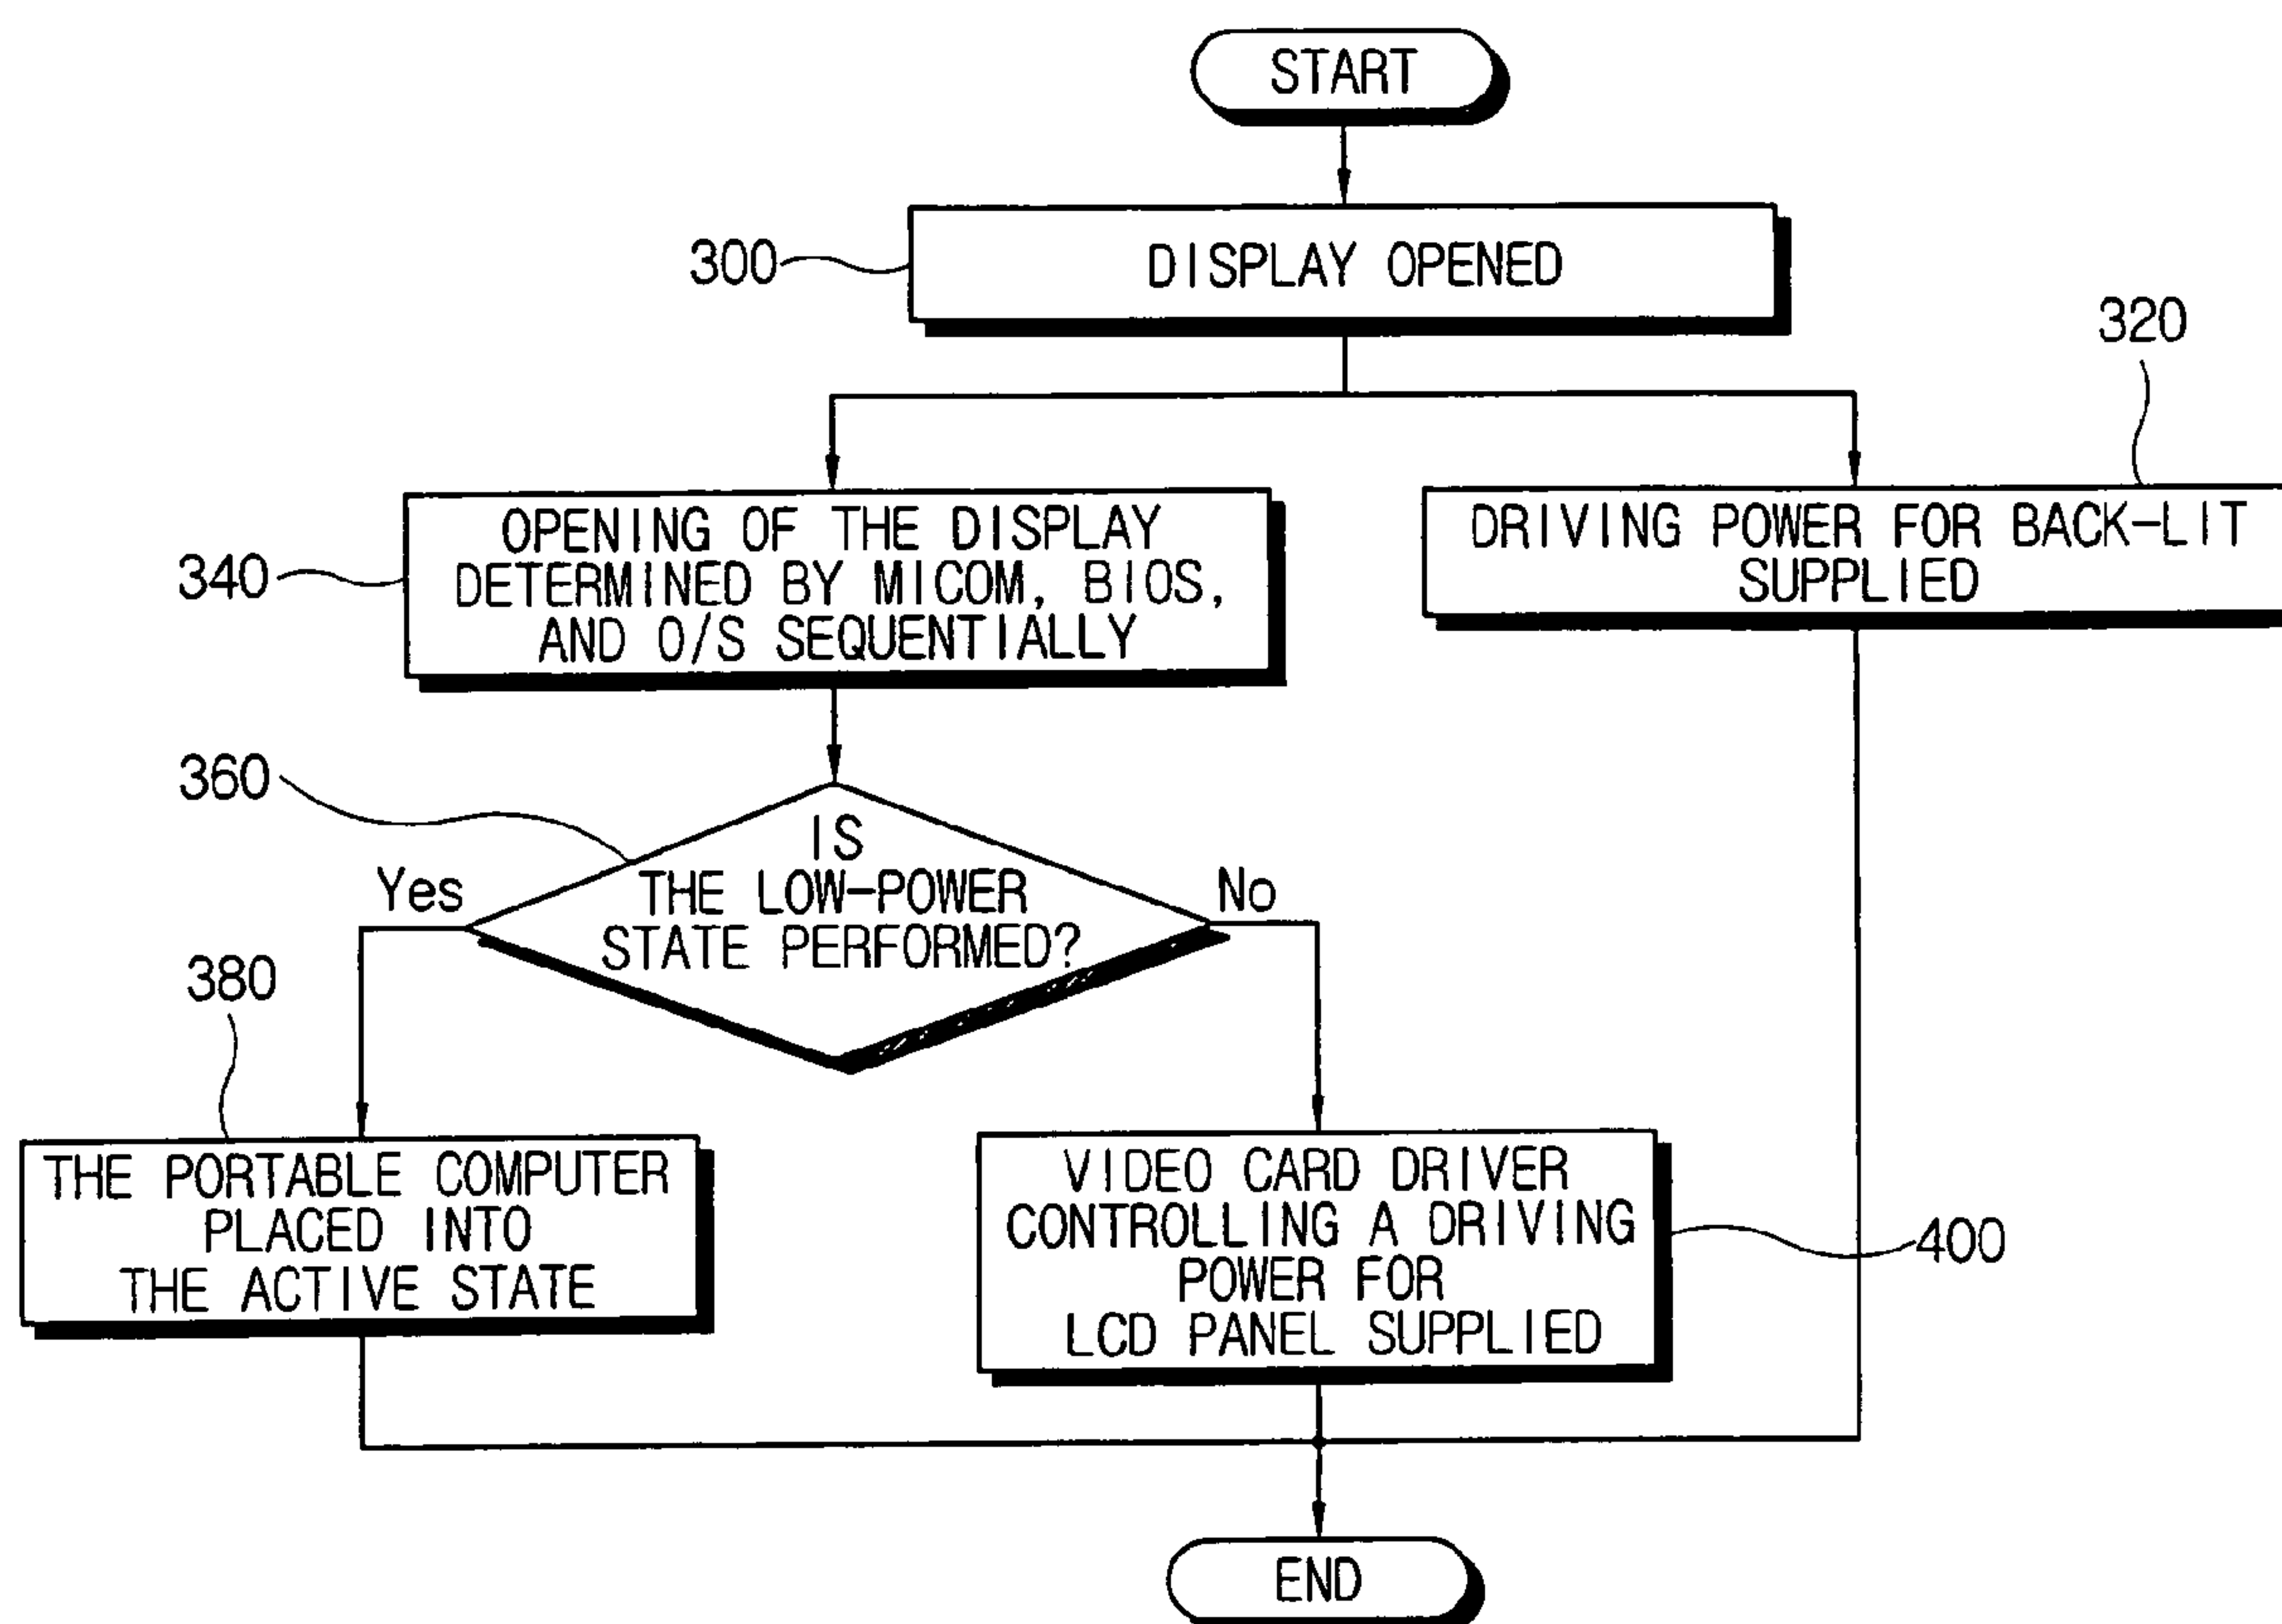 START
300
DISPLAY OPENED
320
340
OPENING OF THE DISPLAY
DETERMINED BY MICOM, BIOS,
AND O/S SEQUENTIALLY
DRIVING POWER FOR BACK-LIT
SUPPLIED
360
IS
THE LOW-POWER
STATE PERFORMED?
Yes
No
380
THE PORTABLE COMPUTER
PLACED INTO
THE ACTIVE STATE
VIDEO CARD DRIVER
CONTROLLING A DRIVING
POWER FOR
LCD PANEL SUPPLIED
400
END